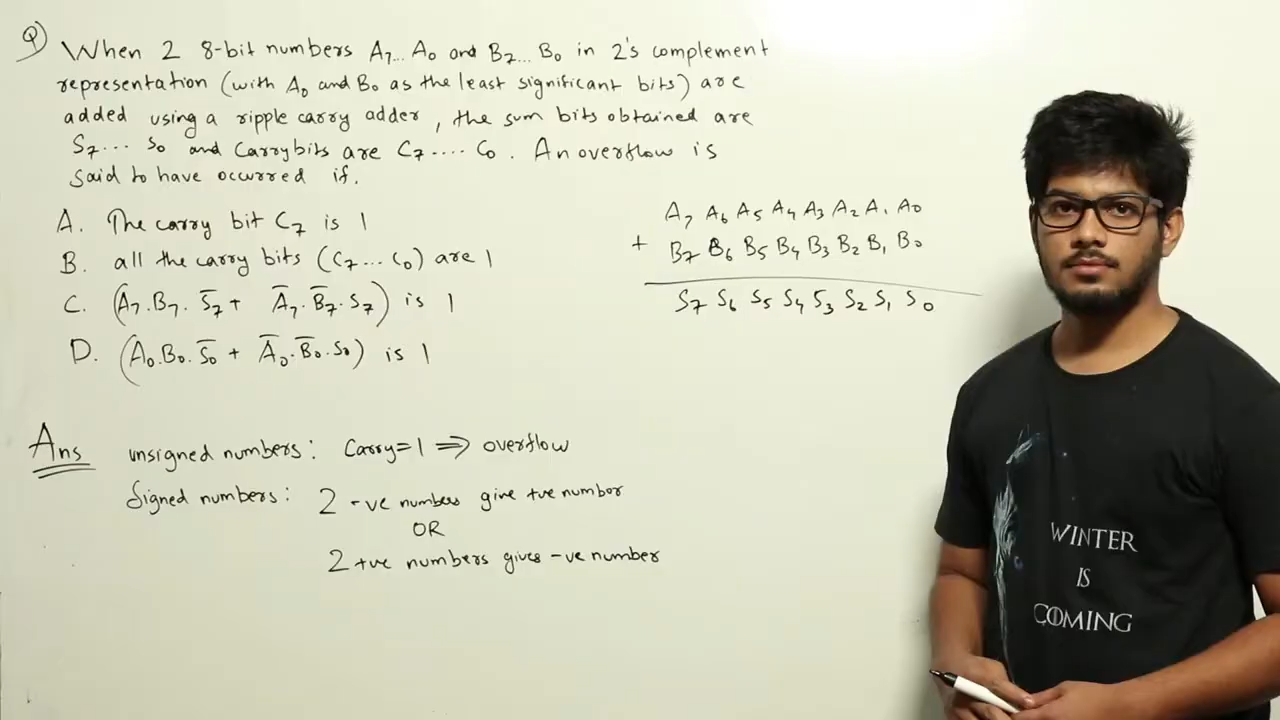 Q)
When 2 8-bit numbers A7... A0 and B7... B0 in 2's complement
representation (with A0 and B0 as the least significant bits) are
added using a ripple carry adder, the sum bits obtained are
S7... S0 and Carry bits are C7.... C0. An overflow is
said to have occurred if.
A. The carry bit C7 is 1
B. all the carry bits (C7... C0) are 1
C. (A7.B7.S̅7 + A̅7.B̅7.S7) is 1
D. (A0.B0.S̅0 + A̅0.B̅0.S0) is 1
A7 A6 A5 A4 A3 A2 A1 A0
+ B7 B6 B5 B4 B3 B2 B1 B0
S7 S6 S5 S4 S3 S2 S1 S0
Ans
unsigned numbers: Carry=1 ⇒ overflow
Signed numbers: 2 -ve numbers give +ve number
OR
2 +ve numbers gives -ve number
WINTER
IS
COMING